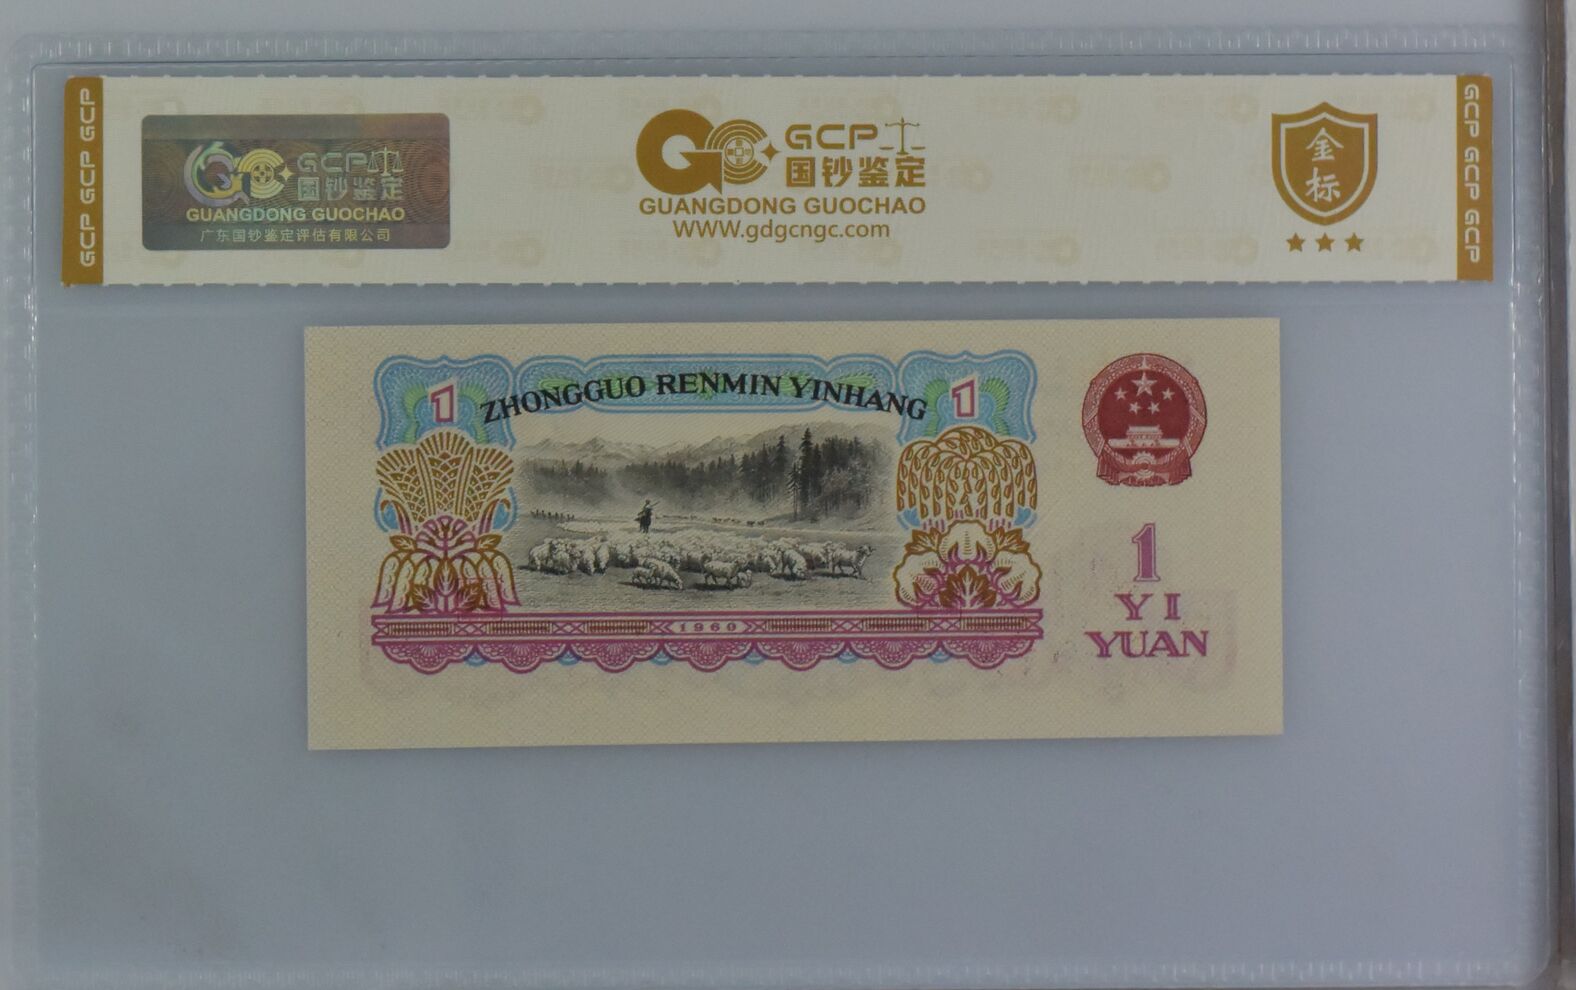 GCP GCP GCP
GCP
国钞鉴定
GUANGDONG GUOCHAO
广东国钞鉴定评估有限公司
GCP
国钞鉴定
GUANGDONG GUOCHAO
WWW.gdgcngc.com
金
标
GCP GCP GCP
1
ZHONGGUO RENMIN YINHANG
1
1
YI
YUAN
1960